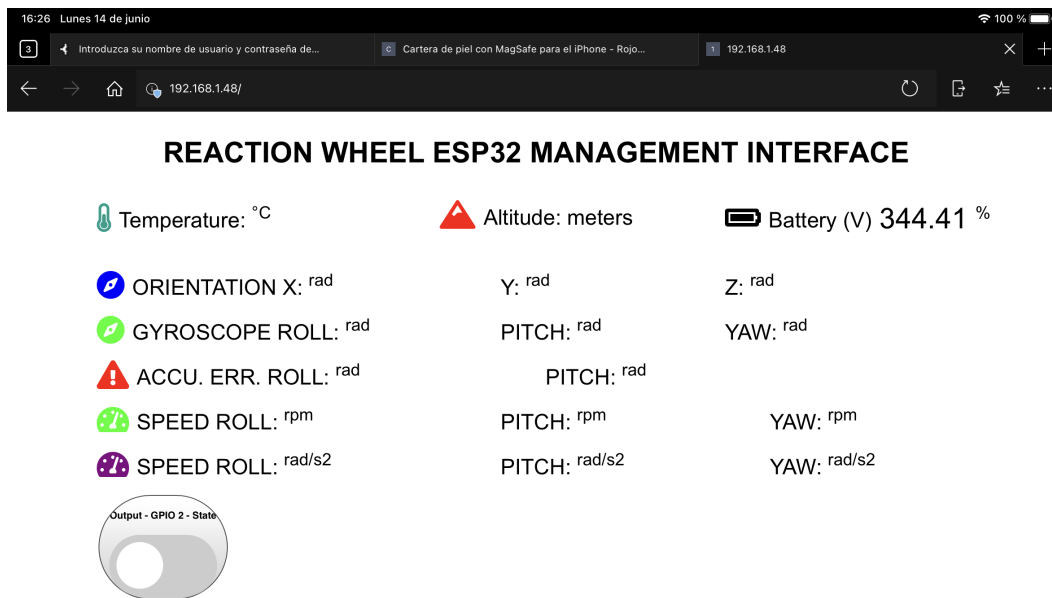 16:26 Lunes 14 de junio 100 %
3 Introduzca su nombre de usuario y contraseña de... C Cartera de piel con MagSafe para el iPhone - Rojo... 1 192.168.1.48
192.168.1.48/
REACTION WHEEL ESP32 MANAGEMENT INTERFACE
Temperature: °C Altitude: meters Battery (V) 344.41 %
ORIENTATION X: rad Y: rad Z: rad
GYROSCOPE ROLL: rad PITCH: rad YAW: rad
ACCU. ERR. ROLL: rad PITCH: rad
SPEED ROLL: rpm PITCH: rpm YAW: rpm
SPEED ROLL: rad/s2 PITCH: rad/s2 YAW: rad/s2
Output - GPIO 2 - State